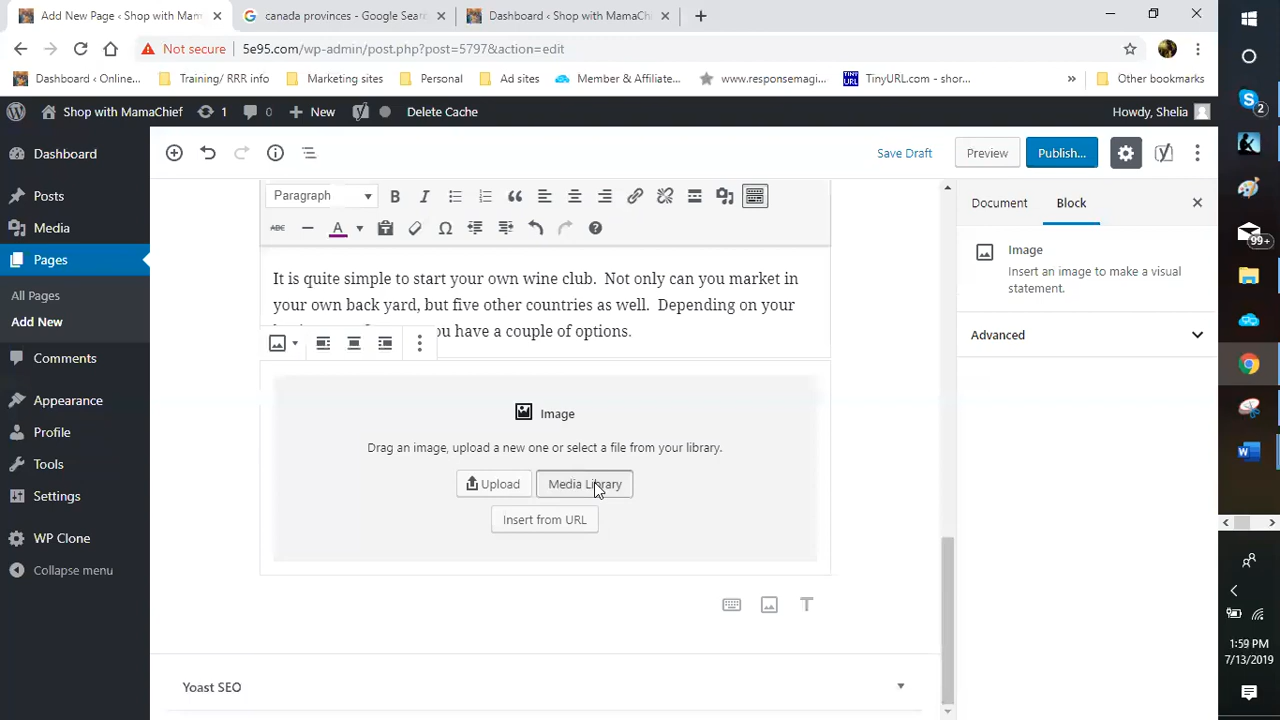 Add New Page ‹ Shop with MamaCh
canada provinces - Google Sear
Dashboard ‹ Shop with MamaChi
Not secure
5e95.com/wp-admin/post.php?post=5797&action=edit
Dashboard ‹ Online...
Training/ RRR info
Marketing sites
Personal
Ad sites
Member & Affiliate...
www.responsemagi...
TINY URL
TinyURL.com - shor...
»
Other bookmarks
Shop with MamaChief
1
0
New
Delete Cache
Howdy, Shelia
Dashboard
Posts
Media
Pages
All Pages
Add New
Comments
Appearance
Profile
Tools
Settings
WP Clone
Collapse menu
Save Draft
Preview
Publish...
Paragraph
B
I
ABC
A
It is quite simple to start your own wine club. Not only can you market in
your own back yard, but five other countries as well. Depending on your
you have a couple of options.
Image
Drag an image, upload a new one or select a file from your library.
Upload
Media Library
Insert from URL
T
Yoast SEO
Document
Block
Image
Insert an image to make a visual
statement.
Advanced
2
99+
1:59 PM
7/13/2019